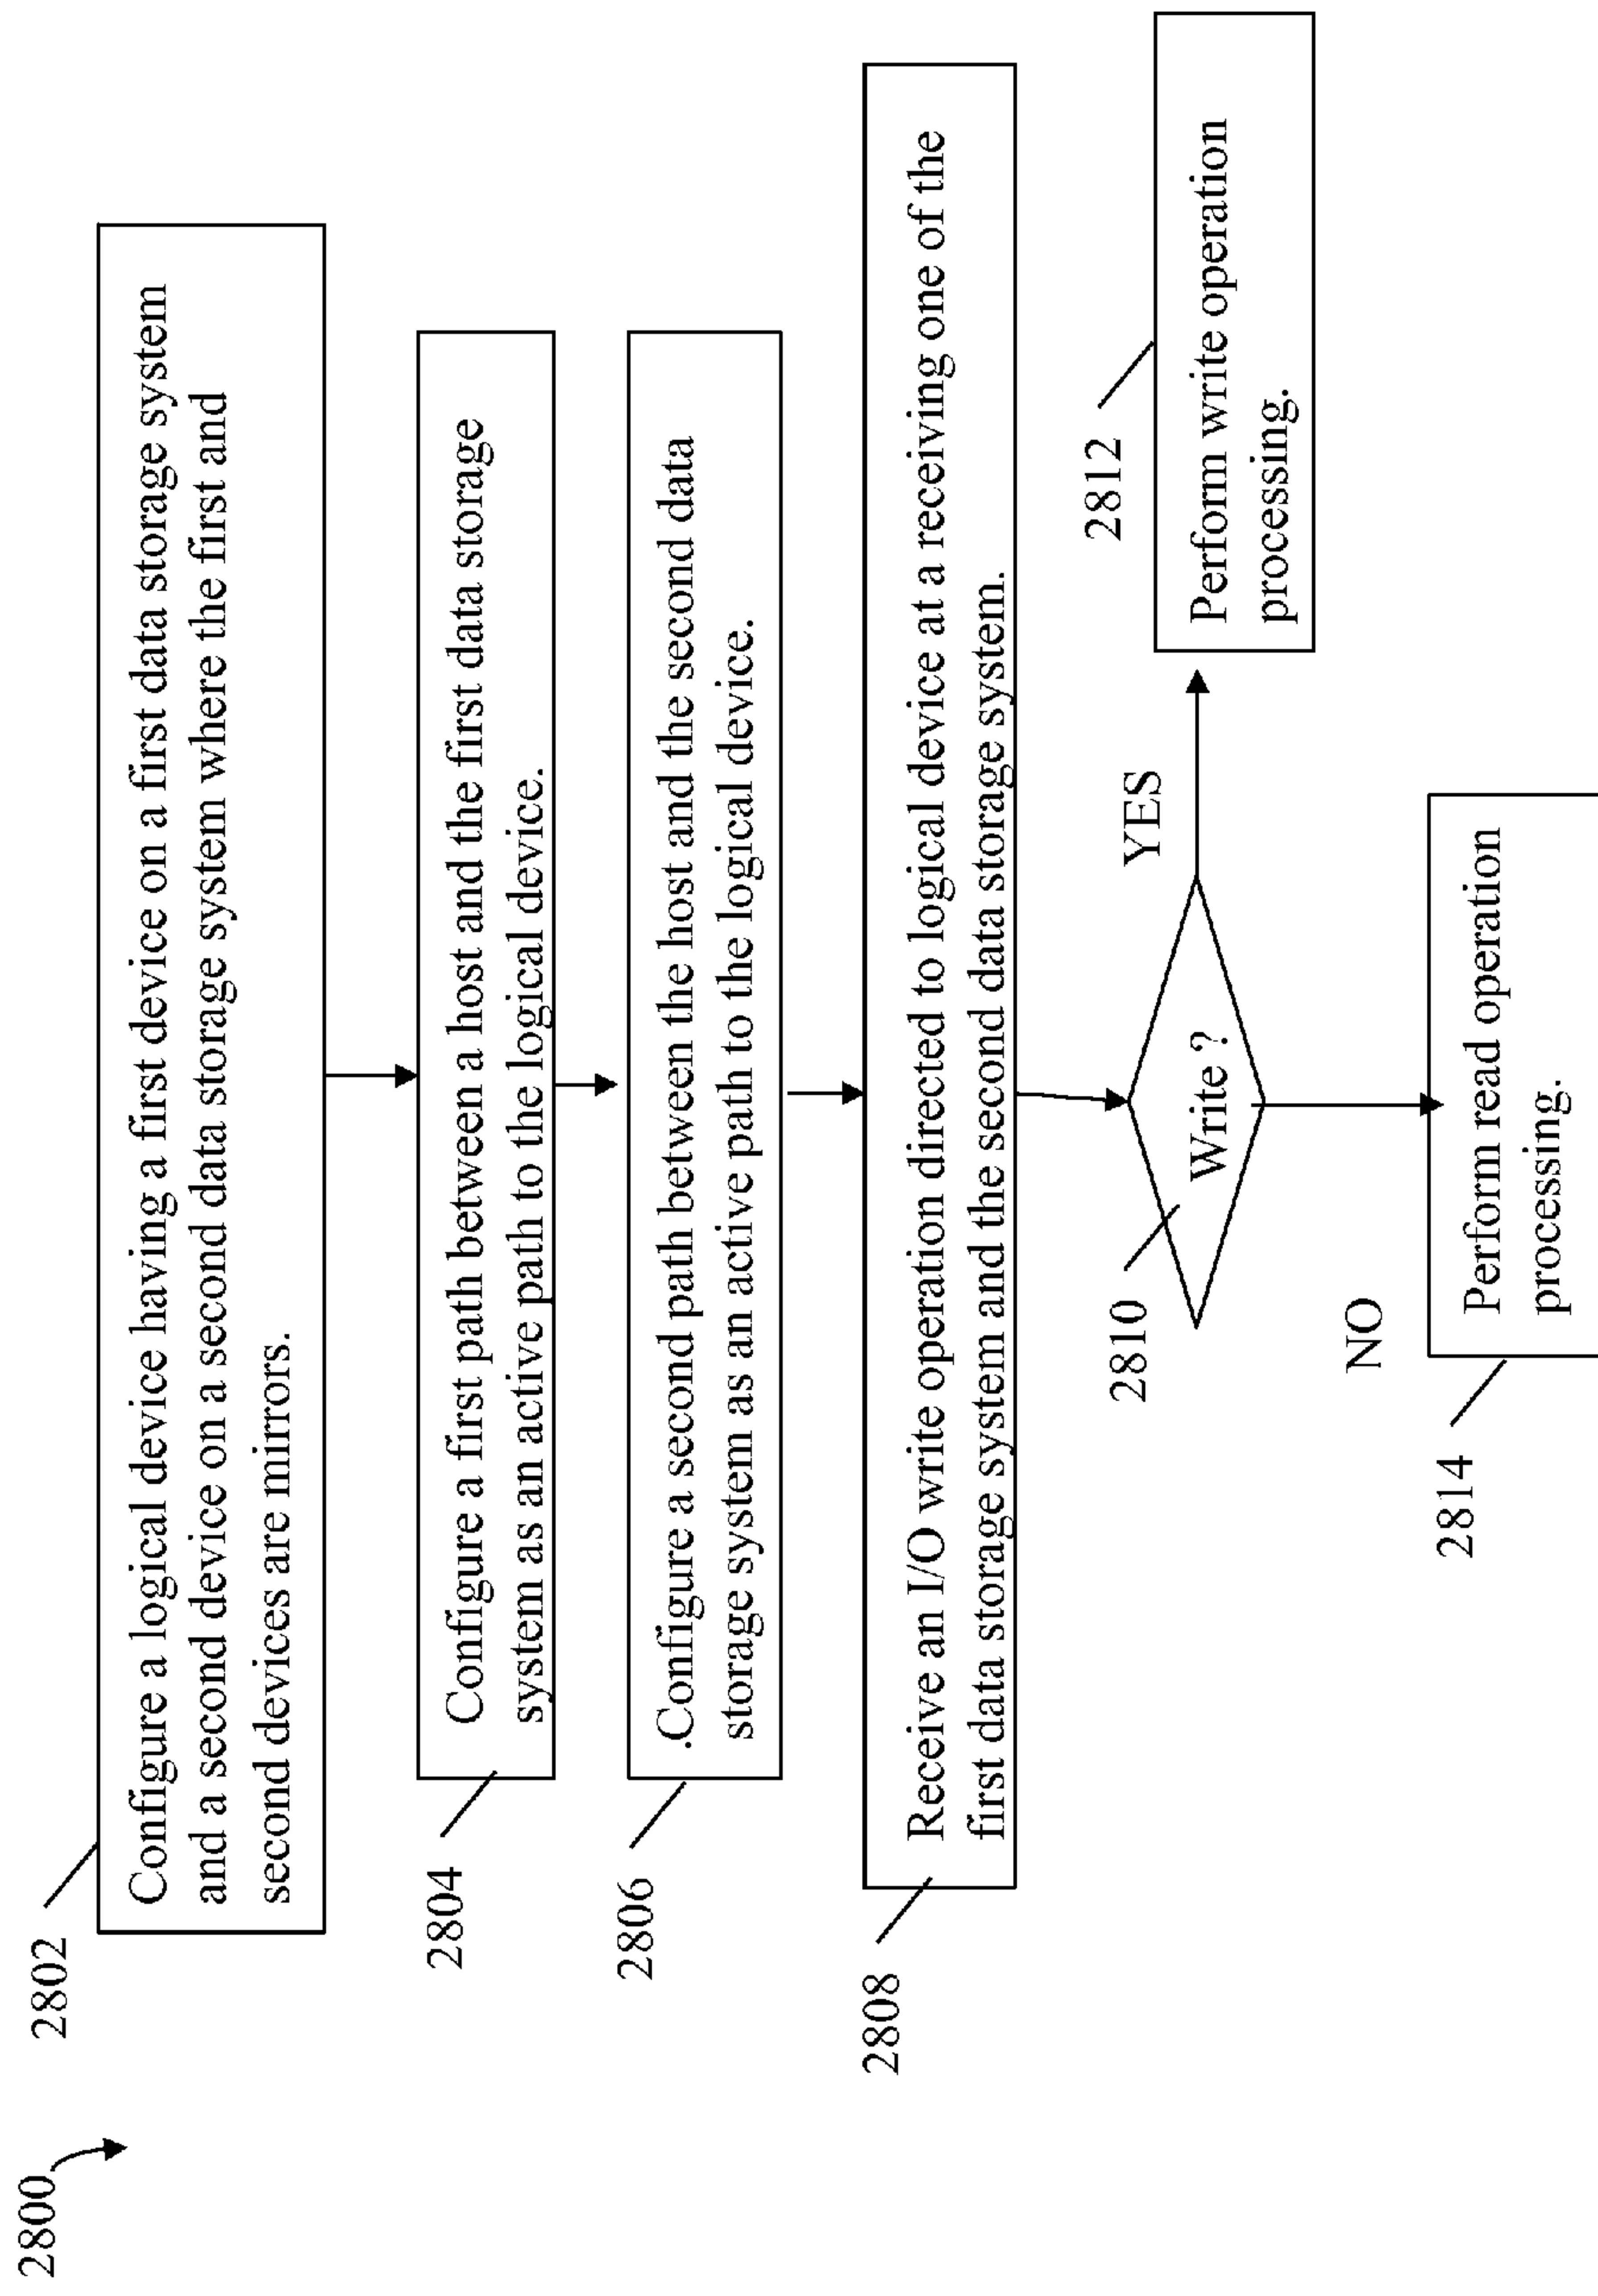 2800
2802
Configure a logical device having a first device on a first data storage system
and a second device on a second data storage system where the first and
second devices are mirrors.
2804
Configure a first path between a host and the first data storage
system as an active path to the logical device.
2806
.Configure a second path between the host and the second data
storage system as an active path to the logical device.
2808
Receive an I/O write operation directed to logical device at a receiving one of the
first data storage system and the second data storage system.
2810
Write ?
YES
2812
Perform write operation
processing.
NO
2814
Perform read operation
processing.